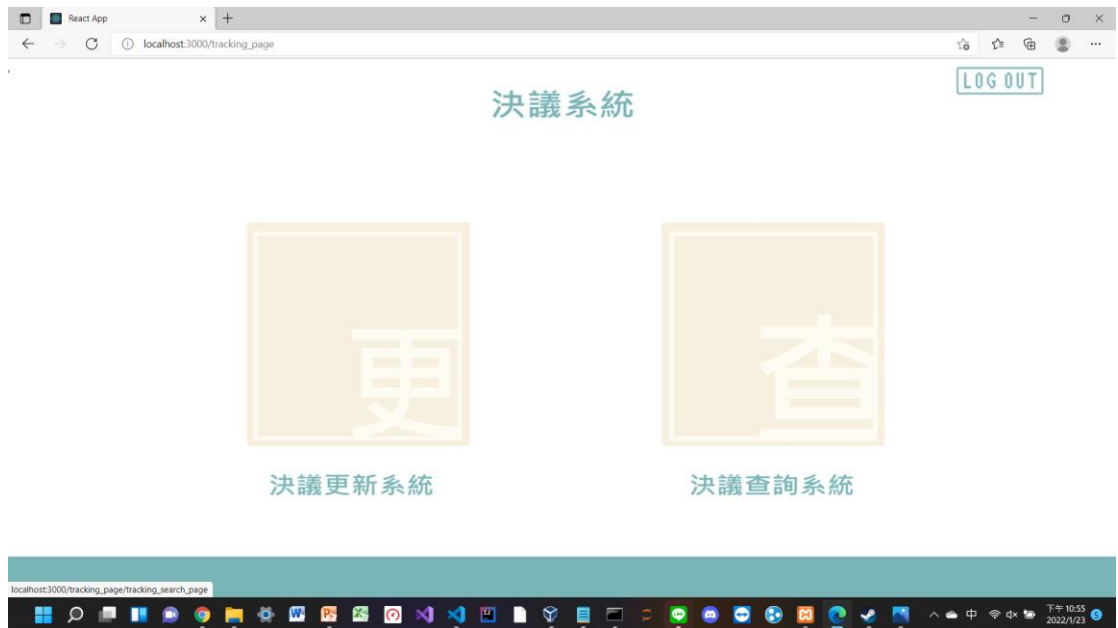 React App
localhost:3000/tracking_page
LOG OUT
決議系統
更
查
決議更新系統
決議查詢系統
localhost:3000/tracking_page/tracking_search_page
中
下午 10:55
2022/1/23